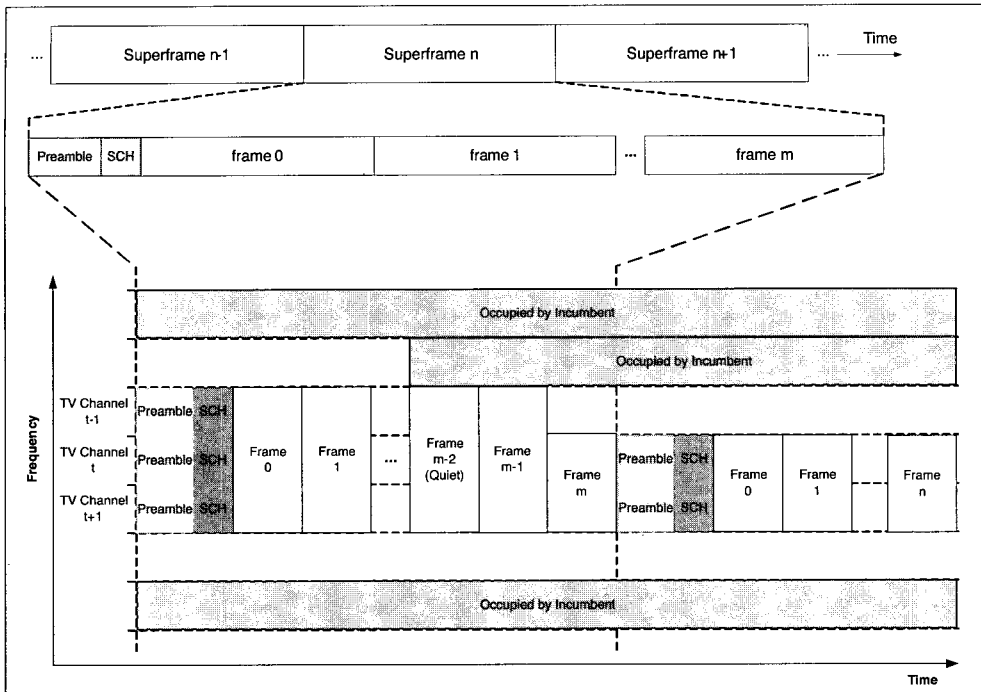 ... Superframe n-1 Superframe n Superframe n+1 ... Time
Preamble SCH frame 0 frame 1 ... frame m
Occupied by Incumbent
Occupied by Incumbent
TV Channel
t-1
Preamble SCH
TV Channel
t
Preamble SCH
TV Channel
t+1
Preamble SCH
Frame
0
Frame
1
...
Frame
m-2
(Quiet)
Frame
m-1
Frame
m
Preamble SCH
Preamble SCH
Frame
0
Frame
1
Frame
n
Occupied by Incumbent
Frequency
Time